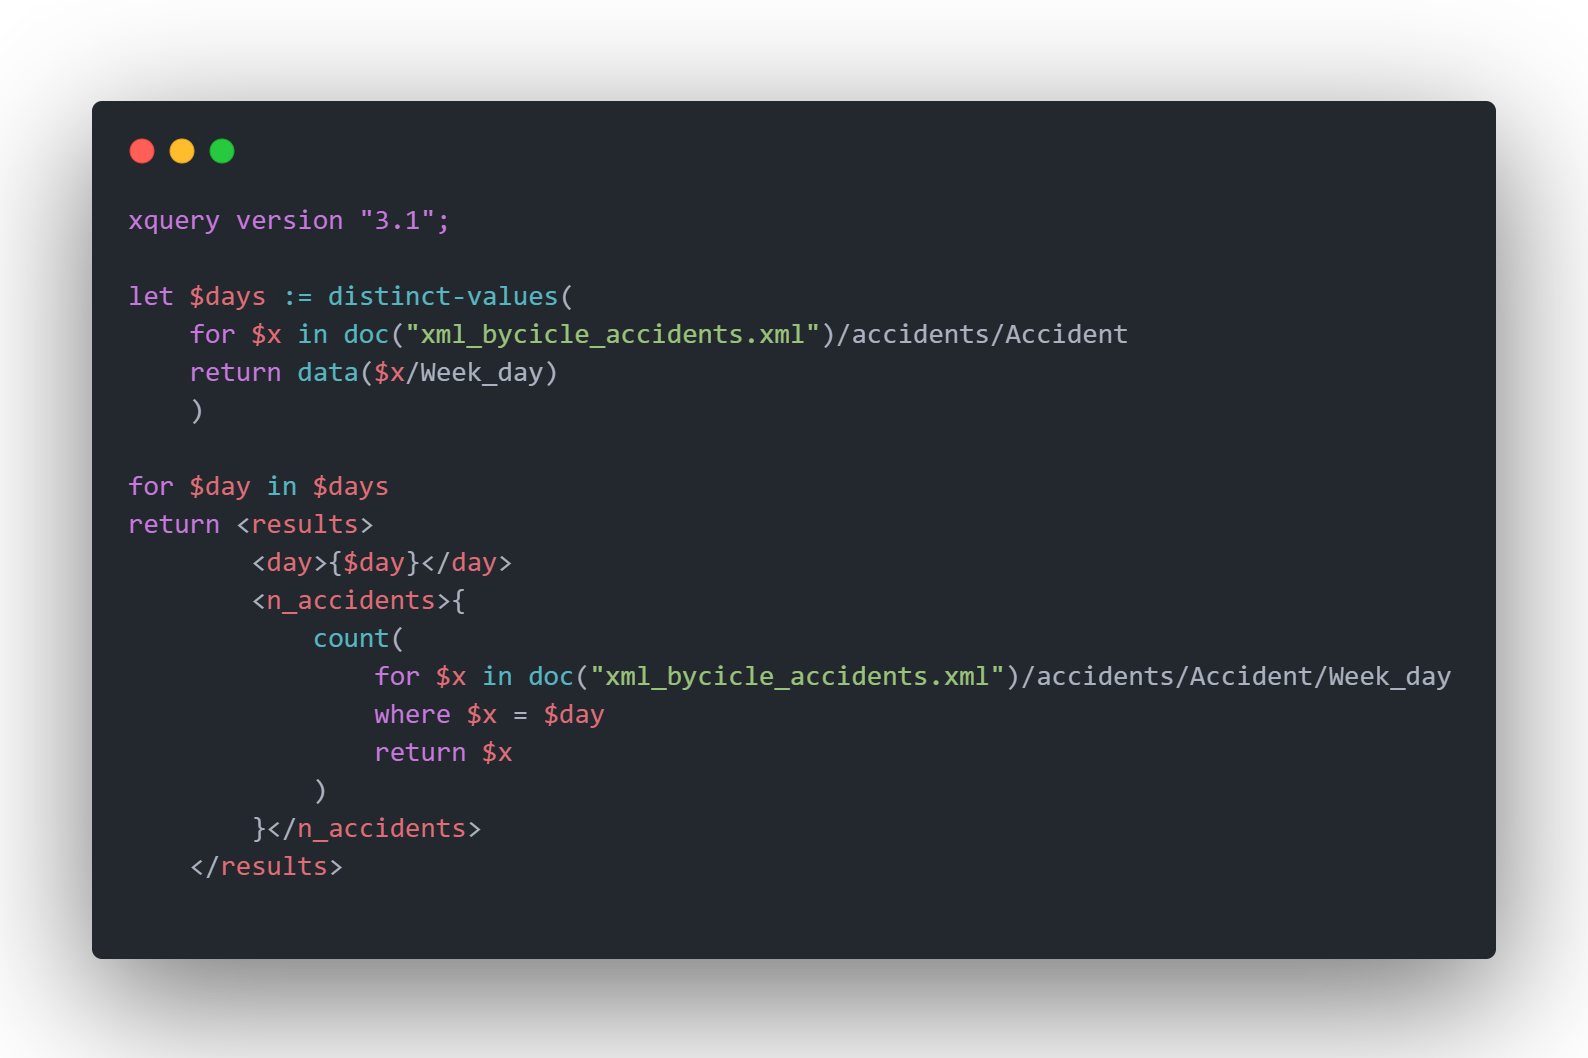 xquery version "3.1";

let $days := distinct-values(
    for $x in doc("xml_bycicle_accidents.xml")/accidents/Accident
    return data($x/Week_day)
    )

for $day in $days
return <results>
        <day>{$day}</day>
        <n_accidents>{
            count(
                for $x in doc("xml_bycicle_accidents.xml")/accidents/Accident/Week_day
                where $x = $day
                return $x
            )
        }</n_accidents>
    </results>